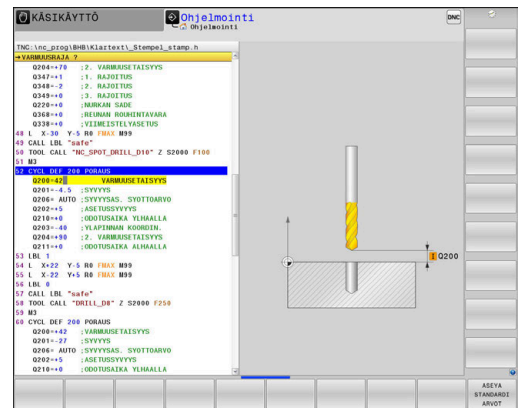 KÄSIKÄYTTÖ
Ohjelmointi
Ohjelmointi
DNC
TNC:\nc_prog\BHB\Klartext\_Stempel_stamp.h
→VARMUUSRAJA ?
Q204=+70 ;2. VARMUUSETAISYYS
Q347=+1 ;1. RAJOITUS
Q348=-2 ;2. RAJOITUS
Q349=+0 ;3. RAJOITUS
Q220=+0 ;NURKAN SADE
Q368=+0 ;REUNAN ROUHINTAVARA
Q338=+0 ;VIIMEISTELYASETUS
48 L X-30 Y-5 R0 FMAX M99
49 CALL LBL "safe"
50 TOOL CALL "NC_SPOT_DRILL_D10" Z S2000 F100
51 M3
52 CYCL DEF 200 PORAUS
Q200=42 VARMUUSETAISYYS
Q201=-4.5 ;SYVYYS
Q206= AUTO ;SYVYYSAS. SYOTTOARVO
Q202=+5 ;ASETUSSYVYYS
Q210=+0 ;ODOTUSAIKA YLHAALLA
Q203=-40 ;YLAPINNAN KOORDIN.
Q204=+90 ;2. VARMUUSETAISYYS
Q211=+0 ;ODOTUSAIKA ALHAALLA
53 LBL 1
54 L X+22 Y-5 R0 FMAX M99
55 L X-22 Y+5 R0 FMAX M99
56 LBL 0
57 CALL LBL "safe"
58 TOOL CALL "DRILL_D8" Z S2000 F250
59 M3
60 CYCL DEF 200 PORAUS
Q200=+42 ;VARMUUSETAISYYS
Q201=-27 ;SYVYYS
Q206= AUTO ;SYVYYSAS. SYOTTOARVO
Q202=+5 ;ASETUSSYVYYS
Q210=+0 ;ODOTUSAIKA YLHAALLA
I Q200
ASEYA
STANDARDI
ARVOT